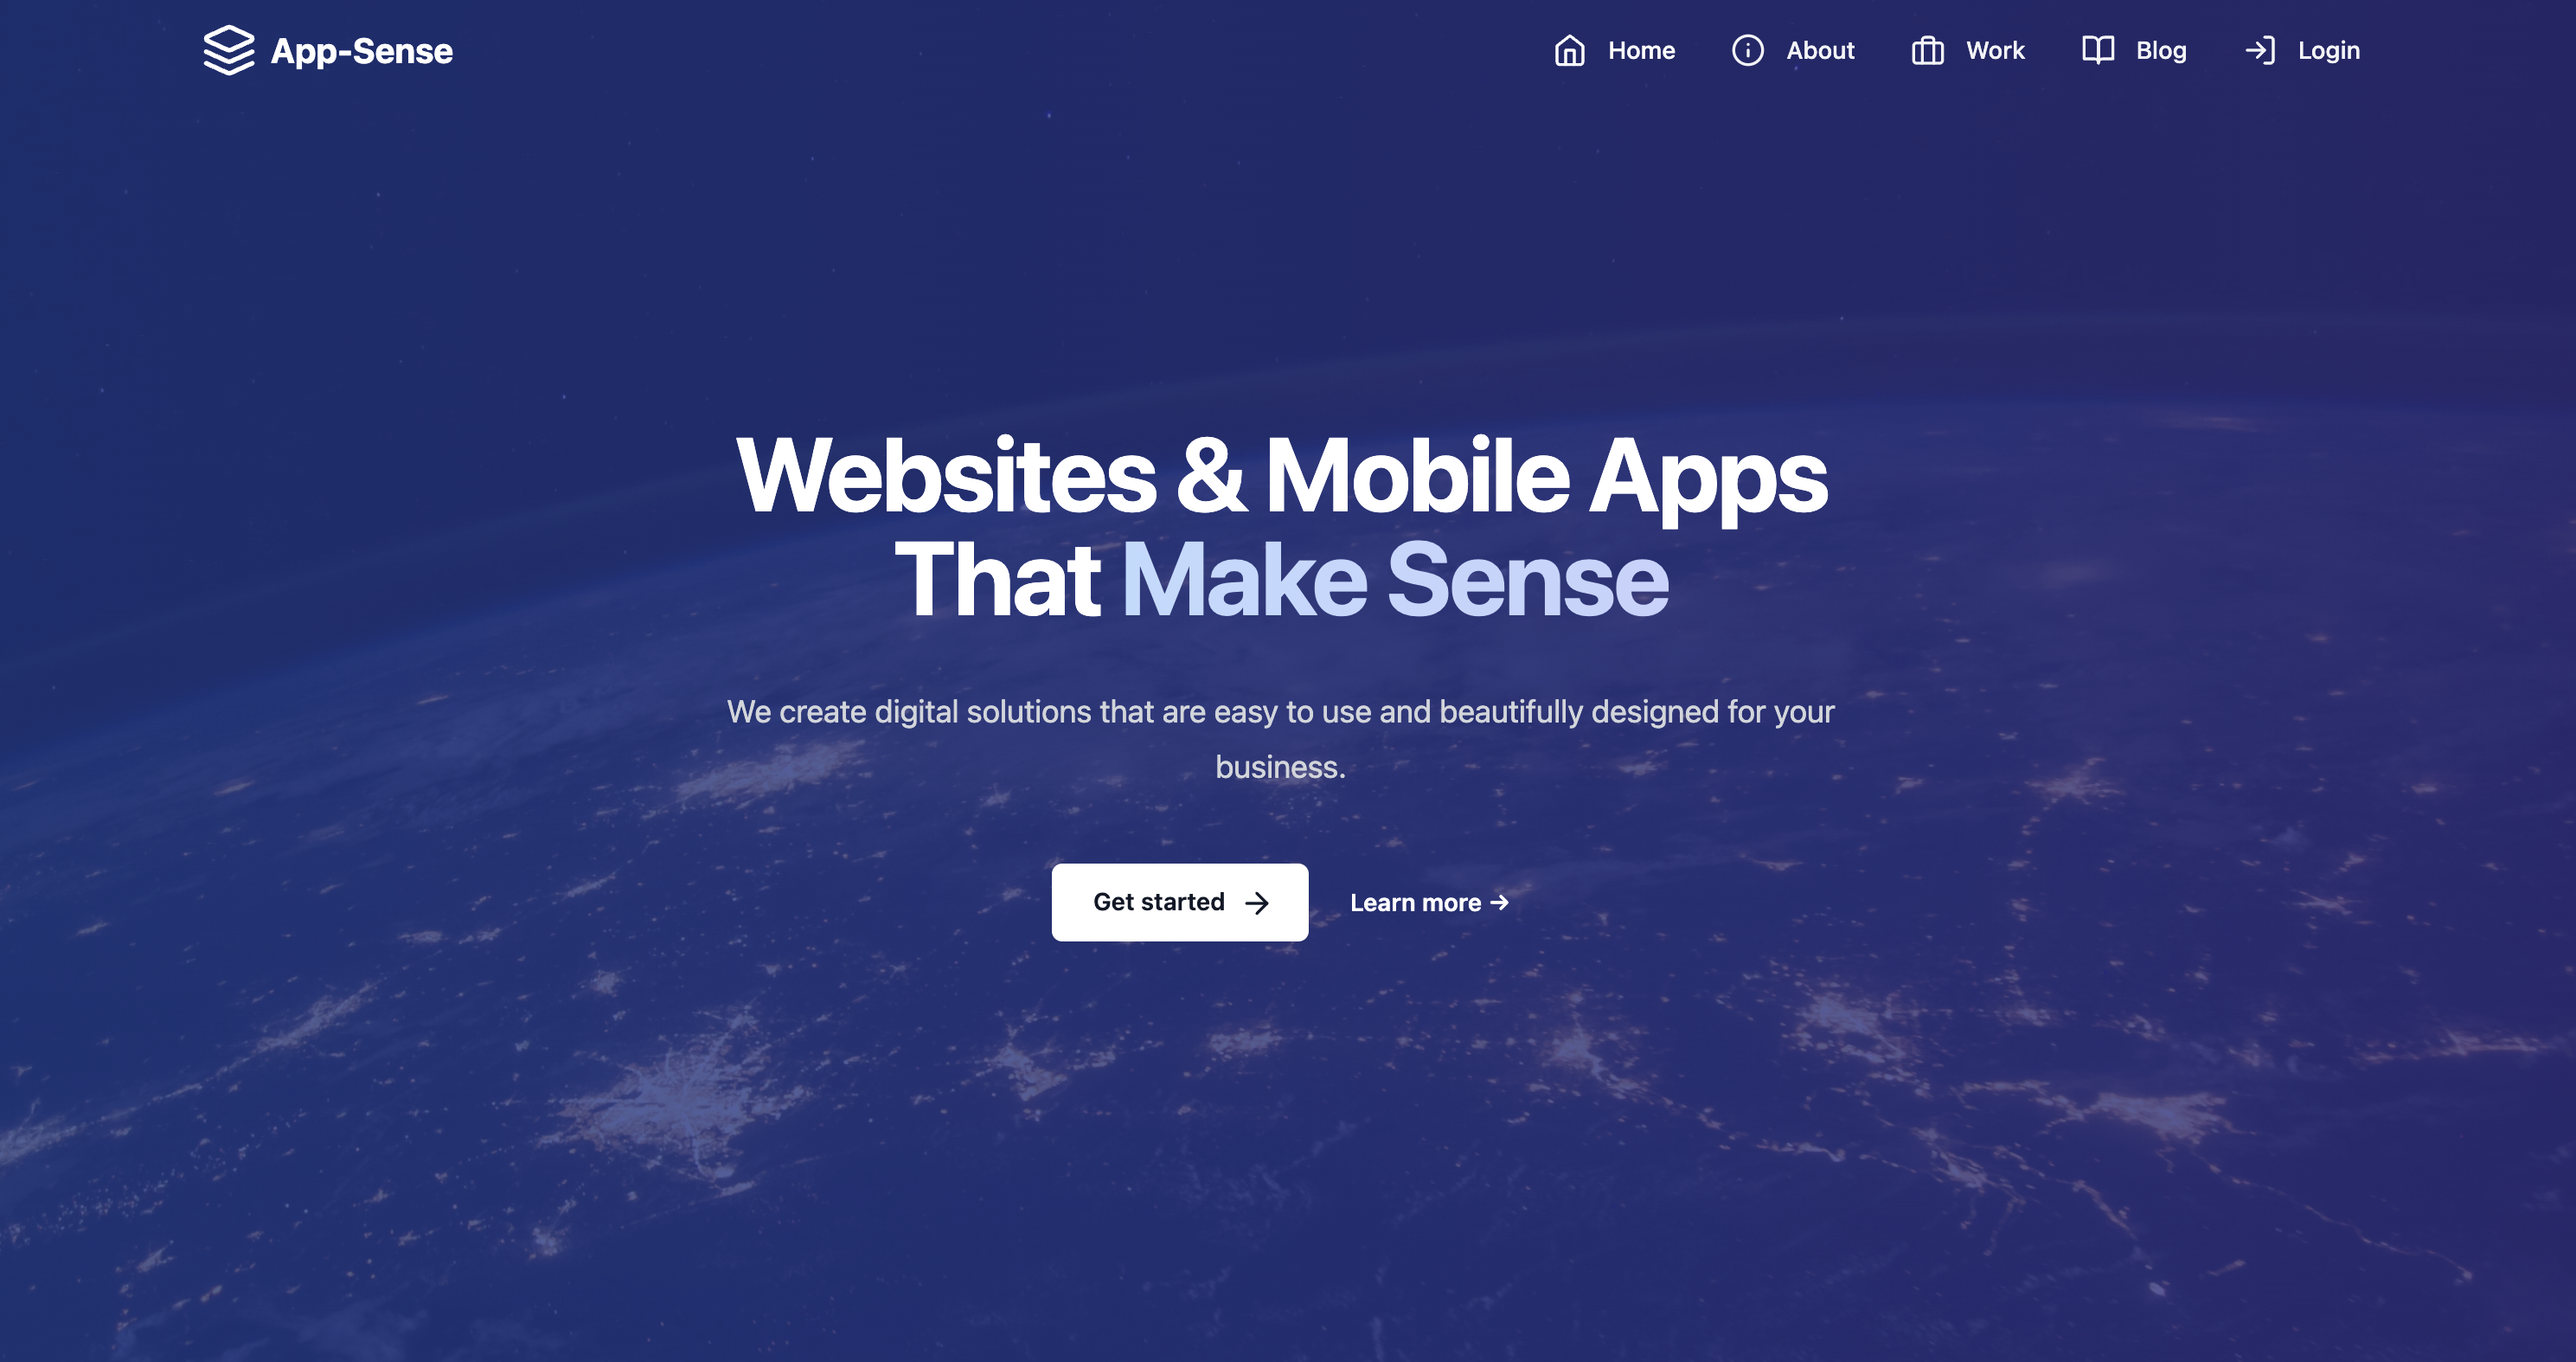 App-Sense
Home
About
Work
Blog
Login
Websites & Mobile Apps
That Make Sense
We create digital solutions that are easy to use and beautifully designed for your
business.
Get started →
Learn more →